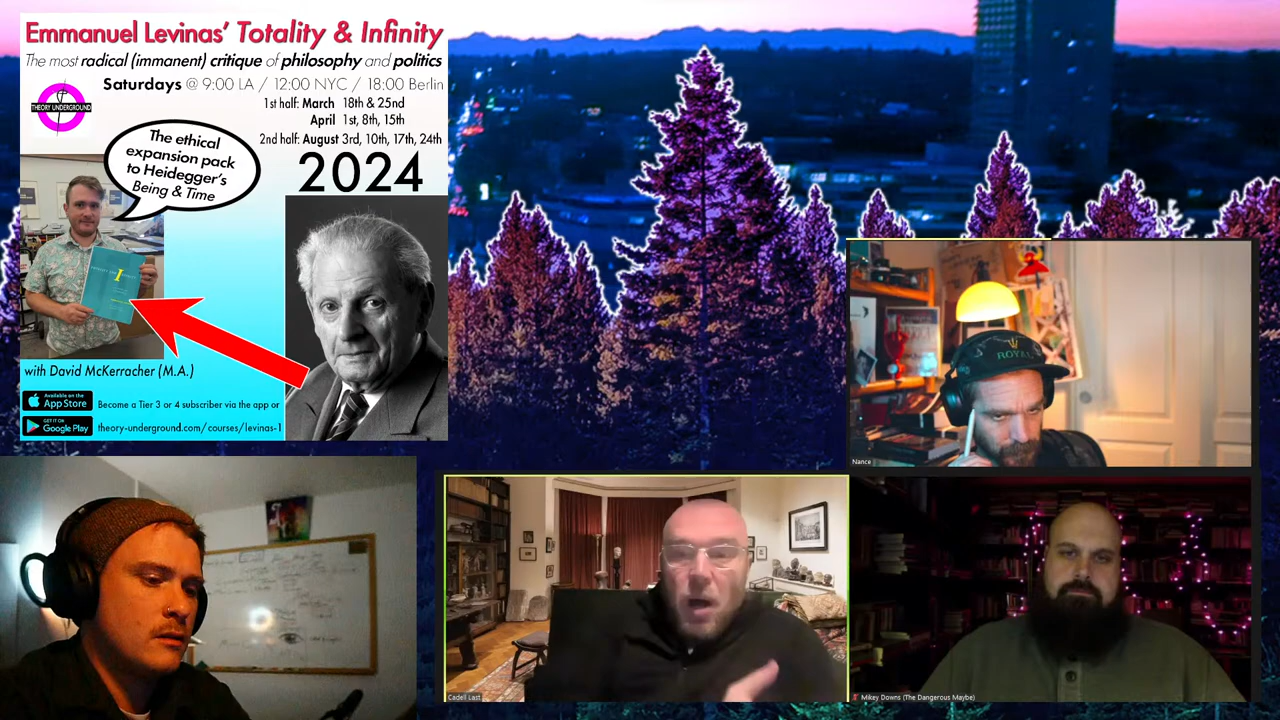 Emmanuel Levinas' Totality & Infinity
The most radical (immanent) critique of philosophy and politics
Saturdays @ 9:00 LA / 12:00 NYC / 18:00 Berlin
1st half: March 18th & 25nd
April 1st, 8th, 15th
2nd half: August 3rd, 10th, 17th, 24th
2024
THEORY UNDERGROUND
The ethical
expansion pack
to Heidegger's
Being & Time
with David McKerracher (M.A.)
Available on the
App Store
Become a Tier 3 or 4 subscriber via the app or
GET IT ON
Google Play
theory-underground.com/courses/levinas-1
ROYAL
Nance
Cadell Last
Mikey Downs (The Dangerous Maybe)